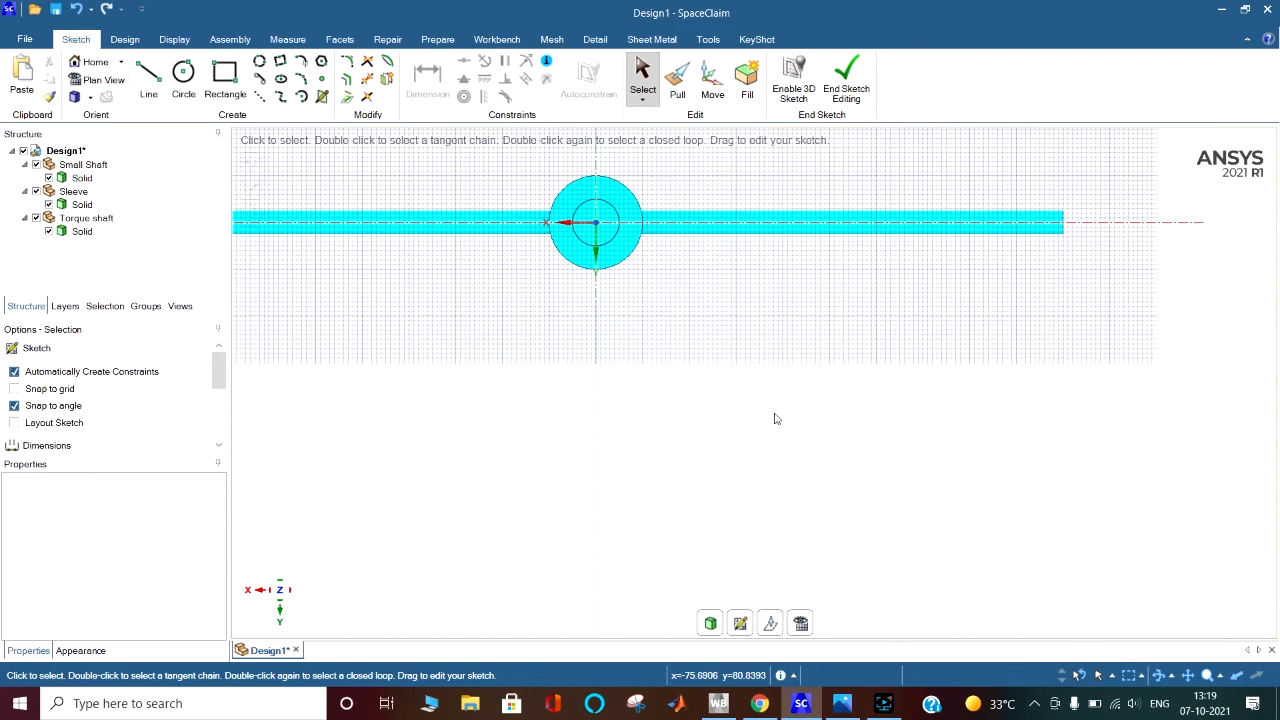 Design1 - SpaceClaim
File Sketch Design Display Assembly Measure Facets Repair Prepare Workbench Mesh Detail Sheet Metal Tools KeyShot
Paste Home Plan View Line Circle Rectangle Dimension Autoconstrain Select Pull Move Fill Enable 3D Sketch End Sketch Editing
Clipboard Orient Create Modify Constraints Edit End Sketch
Structure
Click to select. Double-click to select a tangent chain. Double-click again to select a closed loop. Drag to edit your sketch.
Design1*
Small Shaft
Solid
Sleeve
Solid
Torque shaft
Solid
ANSYS
2021 R1
X
Y
Structure Layers Selection Groups Views
Options - Selection
Sketch
Automatically Create Constraints
Snap to grid
Snap to angle
Layout Sketch
Dimensions
Properties
X Z
Y
Properties Appearance
Design1*
Click to select. Double-click to select a tangent chain. Double-click again to select a closed loop. Drag to edit your sketch.
x=-75.6906 y=80.8393
Type here to search
WB
SC
33°C
ENG
13:19
07-10-2021